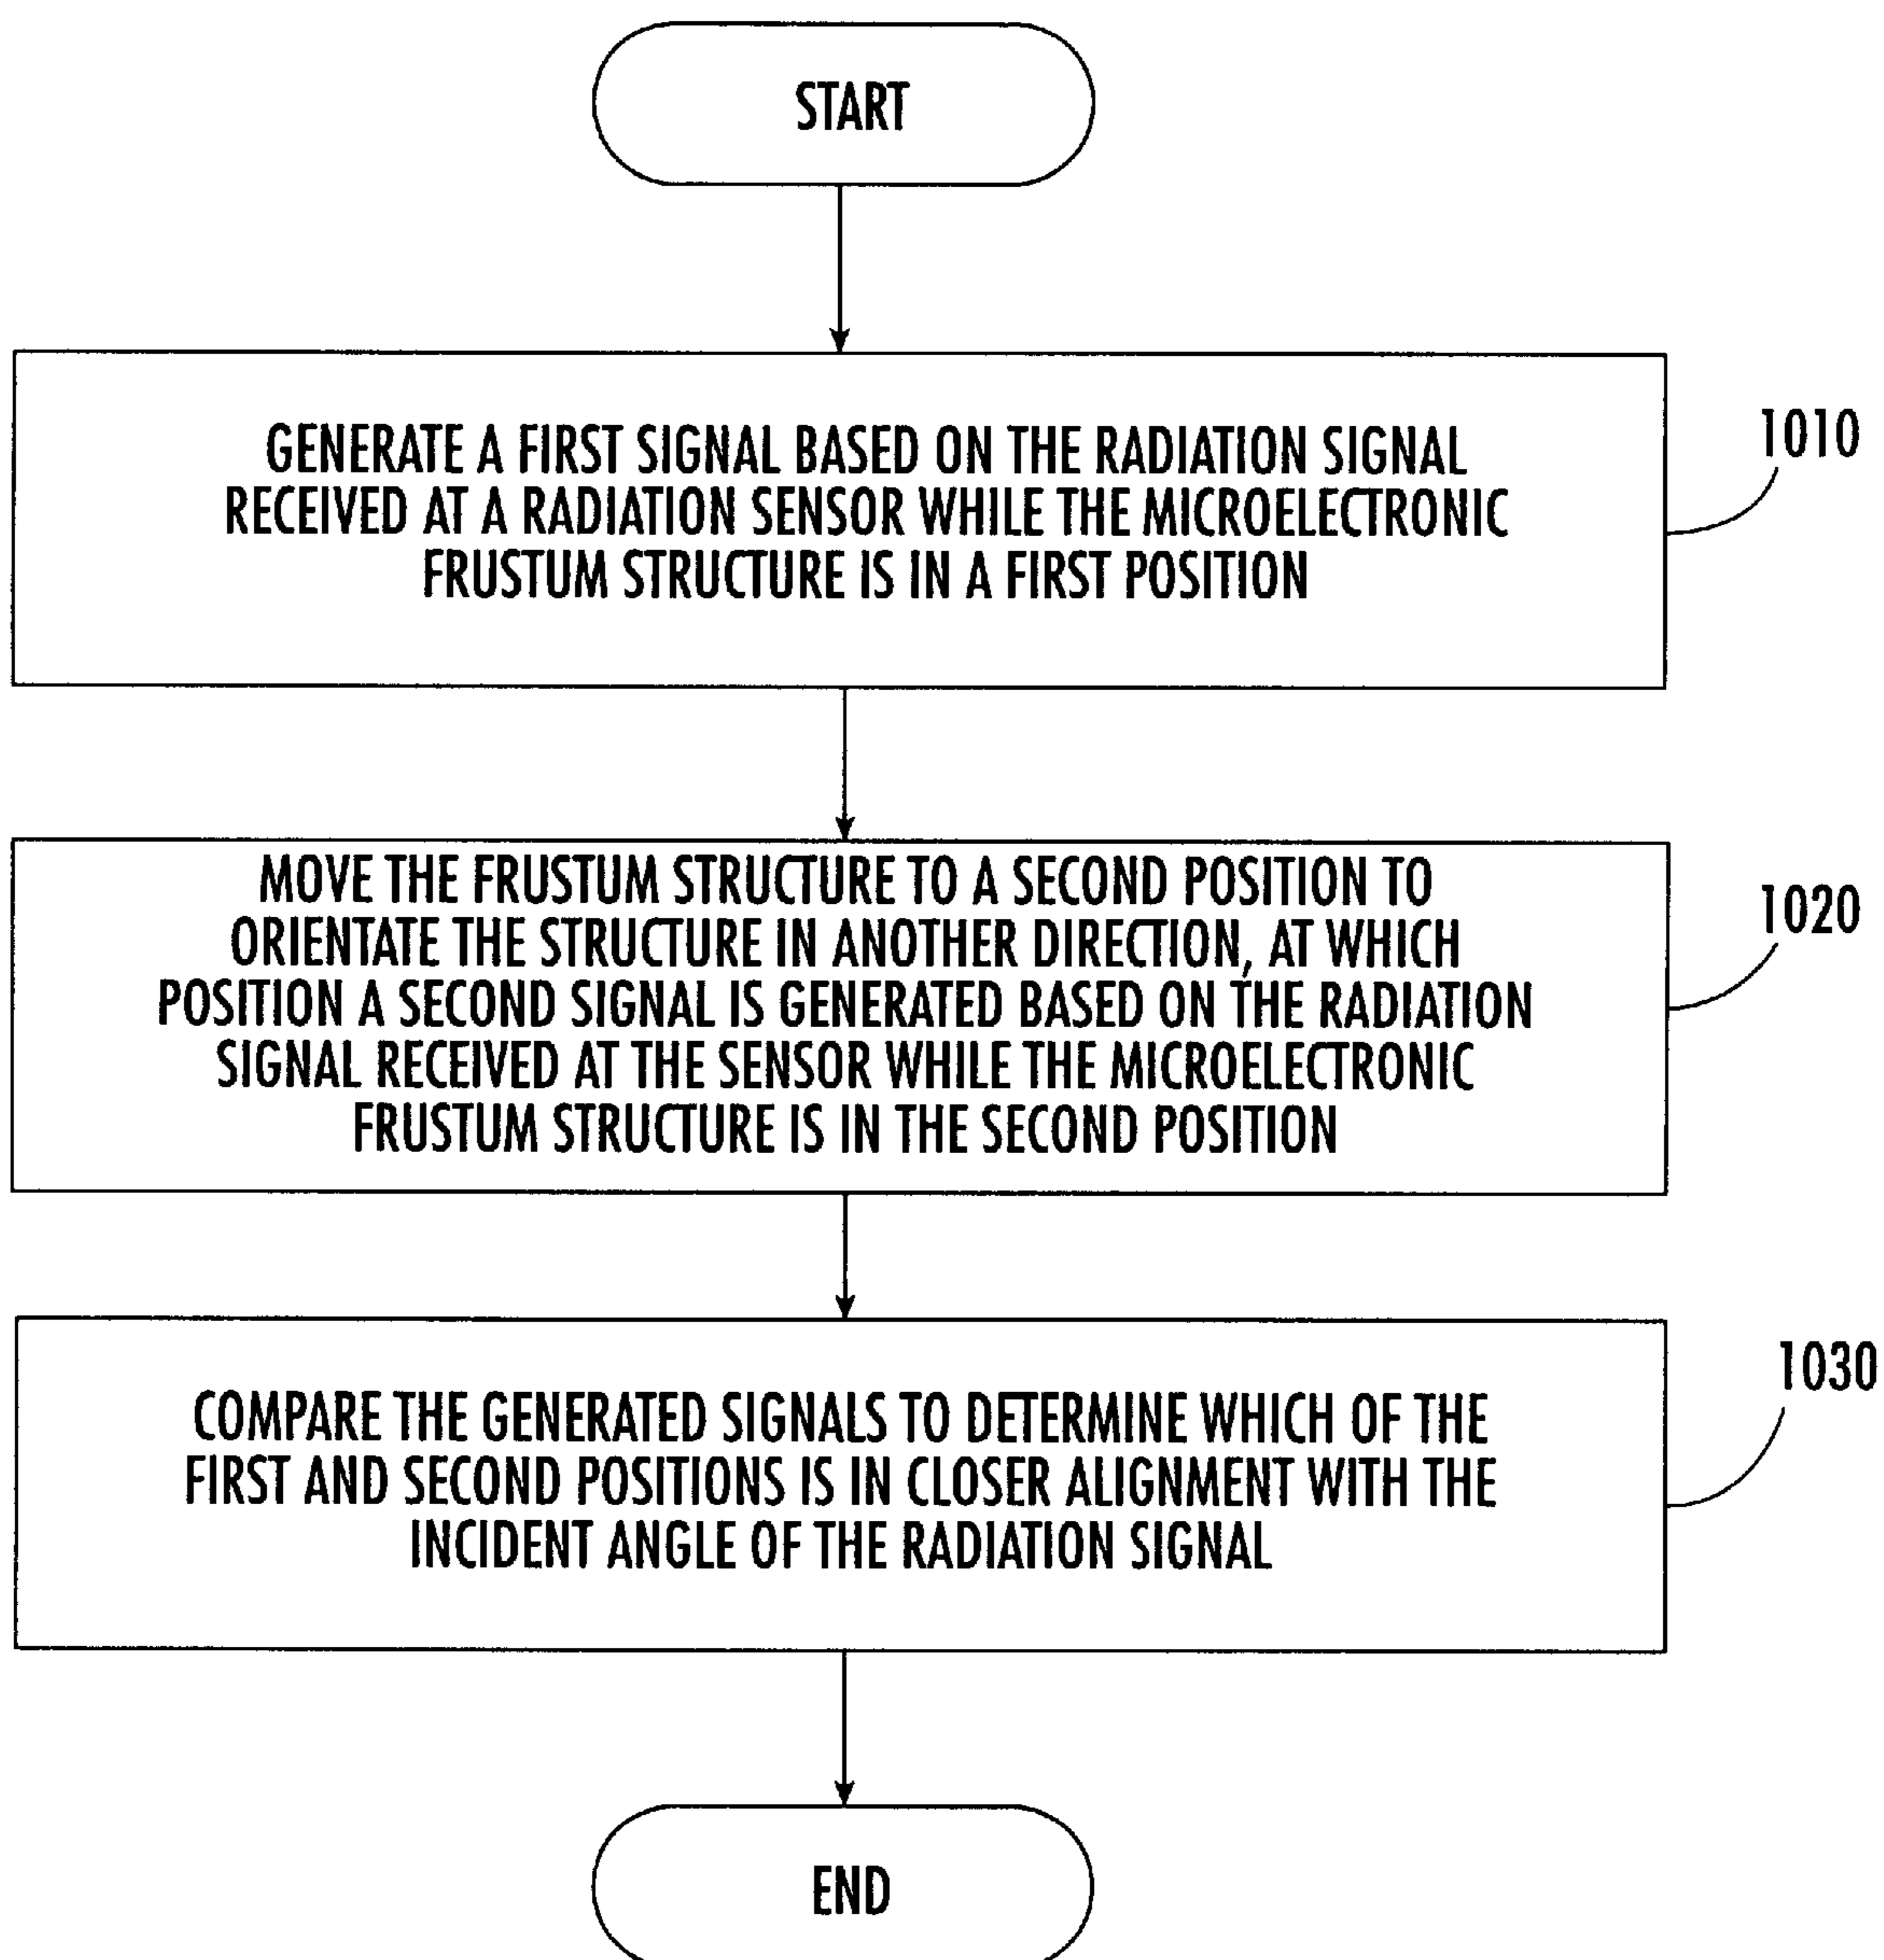 START
GENERATE A FIRST SIGNAL BASED ON THE RADIATION SIGNAL
RECEIVED AT A RADIATION SENSOR WHILE THE MICROELECTRONIC
FRUSTUM STRUCTURE IS IN A FIRST POSITION
1010
MOVE THE FRUSTUM STRUCTURE TO A SECOND POSITION TO
ORIENTATE THE STRUCTURE IN ANOTHER DIRECTION, AT WHICH
POSITION A SECOND SIGNAL IS GENERATED BASED ON THE RADIATION
SIGNAL RECEIVED AT THE SENSOR WHILE THE MICROELECTRONIC
FRUSTUM STRUCTURE IS IN THE SECOND POSITION
1020
COMPARE THE GENERATED SIGNALS TO DETERMINE WHICH OF THE
FIRST AND SECOND POSITIONS IS IN CLOSER ALIGNMENT WITH THE
INCIDENT ANGLE OF THE RADIATION SIGNAL
1030
END